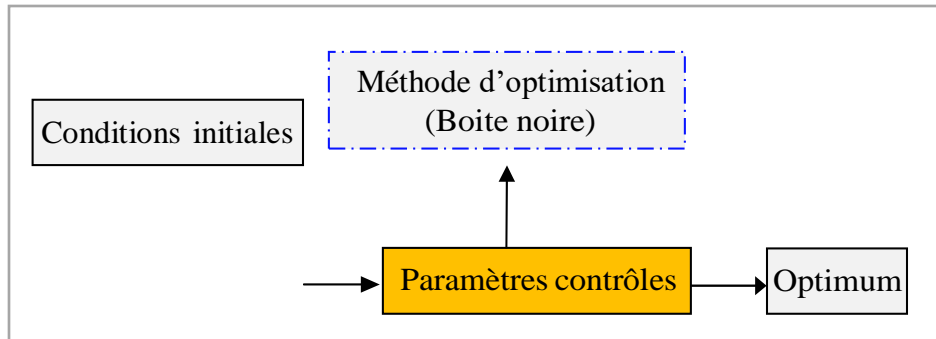 Méthode d’optimisation
(Boite noire)
Conditions initiales
Paramètres contrôles
Optimum